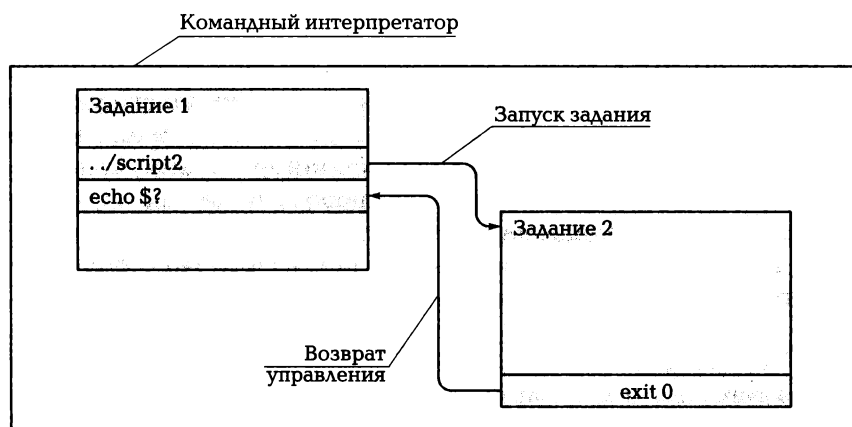 Командный интерпретатор
Задание 1
Запуск задания
. ./script2
echo $?
Задание 2
Возврат
управления
exit 0